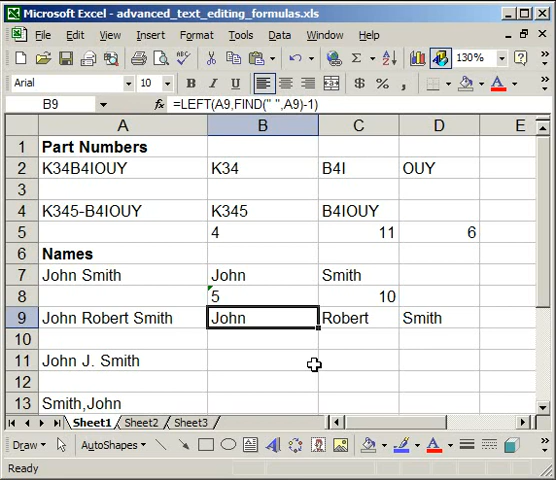 Microsoft Excel - advanced_text_editing_formulas.xls
File Edit View Insert Format Tools Data Window Help
130%
Arial 10 B I U $ %
B9 fx =LEFT(A9,FIND(" ",A9)-1)
A B C D E
1 Part Numbers
2 K34B4IOUY K34 B4I OUY
3
4 K345-B4IOUY K345 B4IOUY
5 4 11 6
6 Names
7 John Smith John Smith
8 5 10
9 John Robert Smith John Robert Smith
10
11 John J. Smith
12
13 Smith,John
Sheet1 Sheet2 Sheet3
Draw AutoShapes
Ready